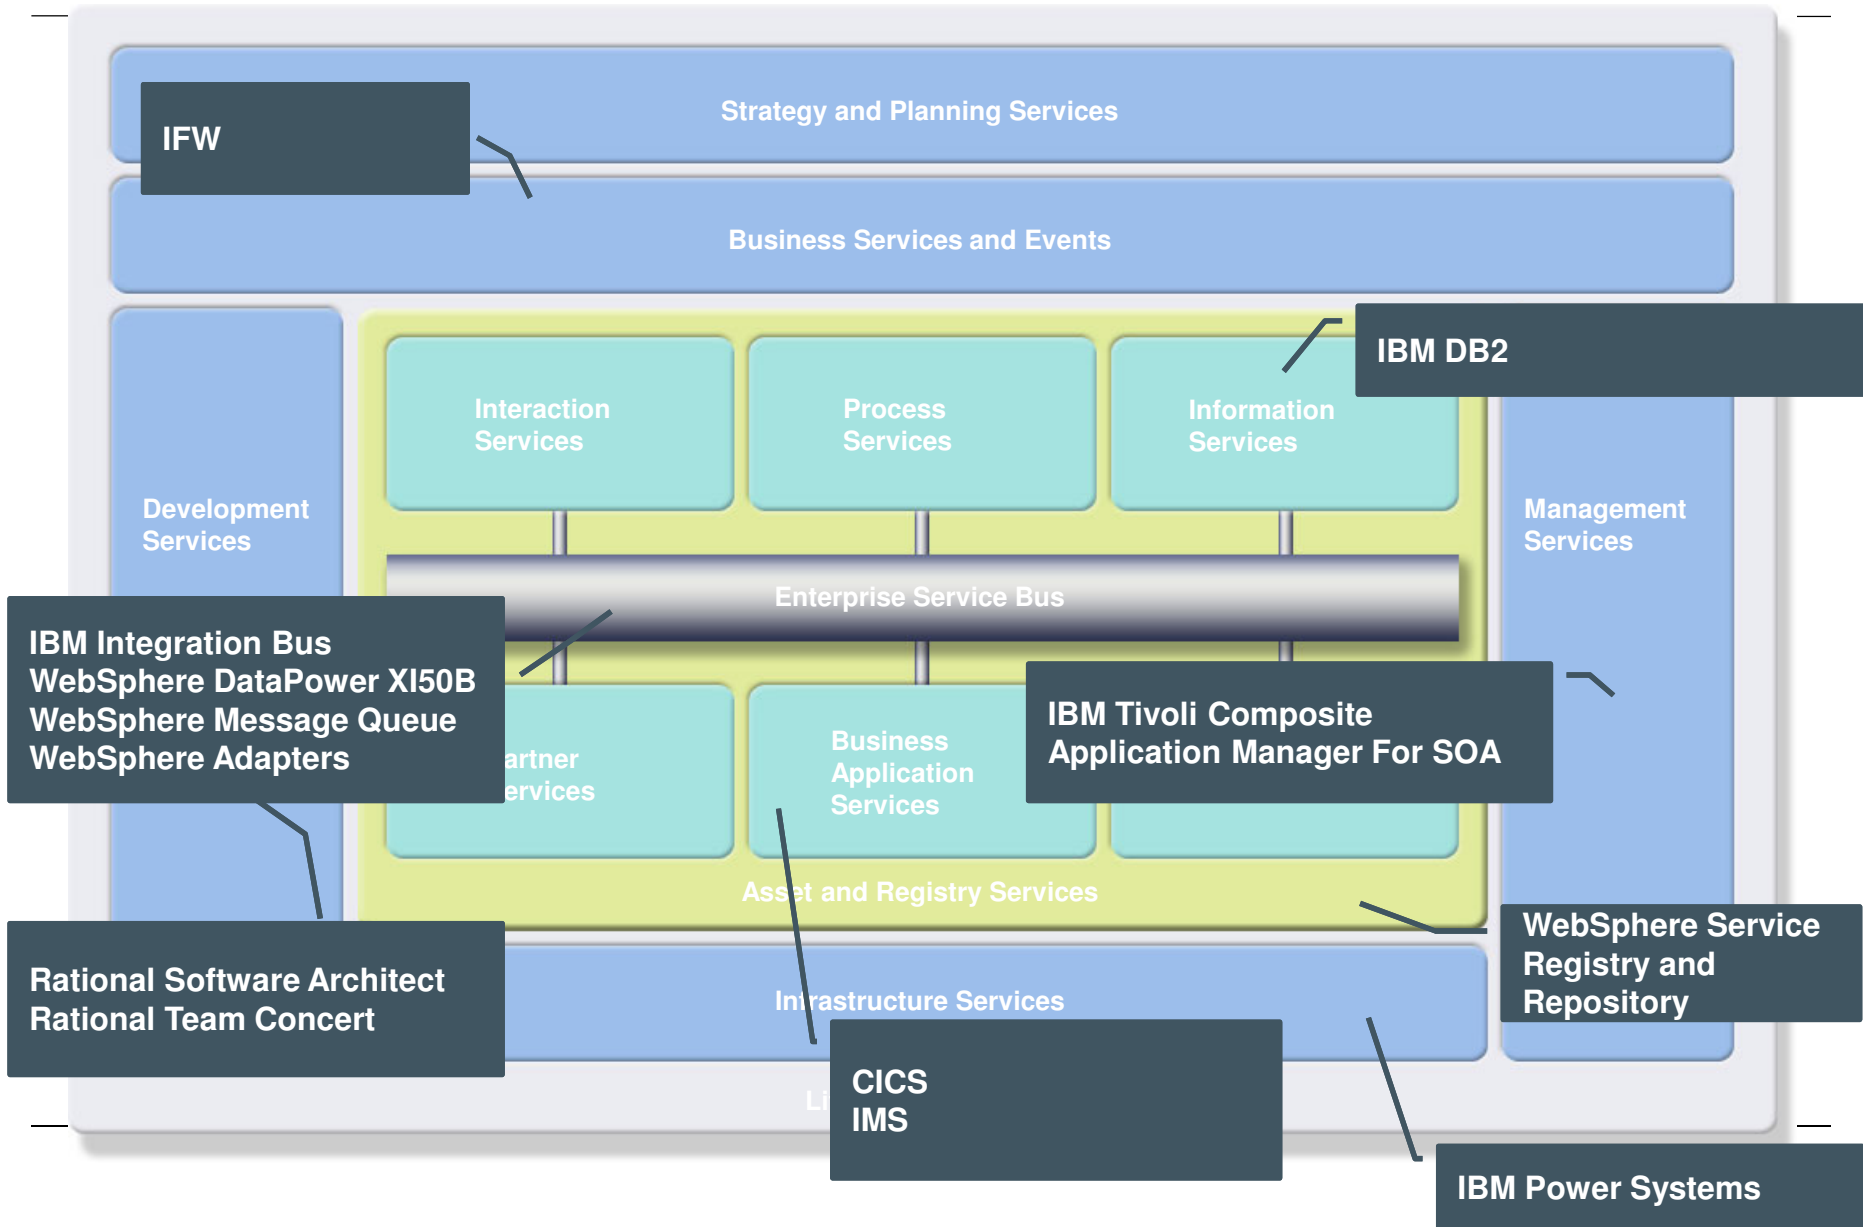 Strategy and Planning Services
IFW
Business Services and Events
IBM DB2
Interaction
Services
Process
Services
Information
Services
Development
Services
Management
Services
Enterprise Service Bus
IBM Integration Bus
WebSphere DataPower XI50B
WebSphere Message Queue
WebSphere Adapters
artner
ervices
Business
Application
Services
IBM Tivoli Composite
Application Manager For SOA
Asset and Registry Services
WebSphere Service
Registry and
Repository
Rational Software Architect
Rational Team Concert
Infrastructure Services
CICS
IMS
IBM Power Systems